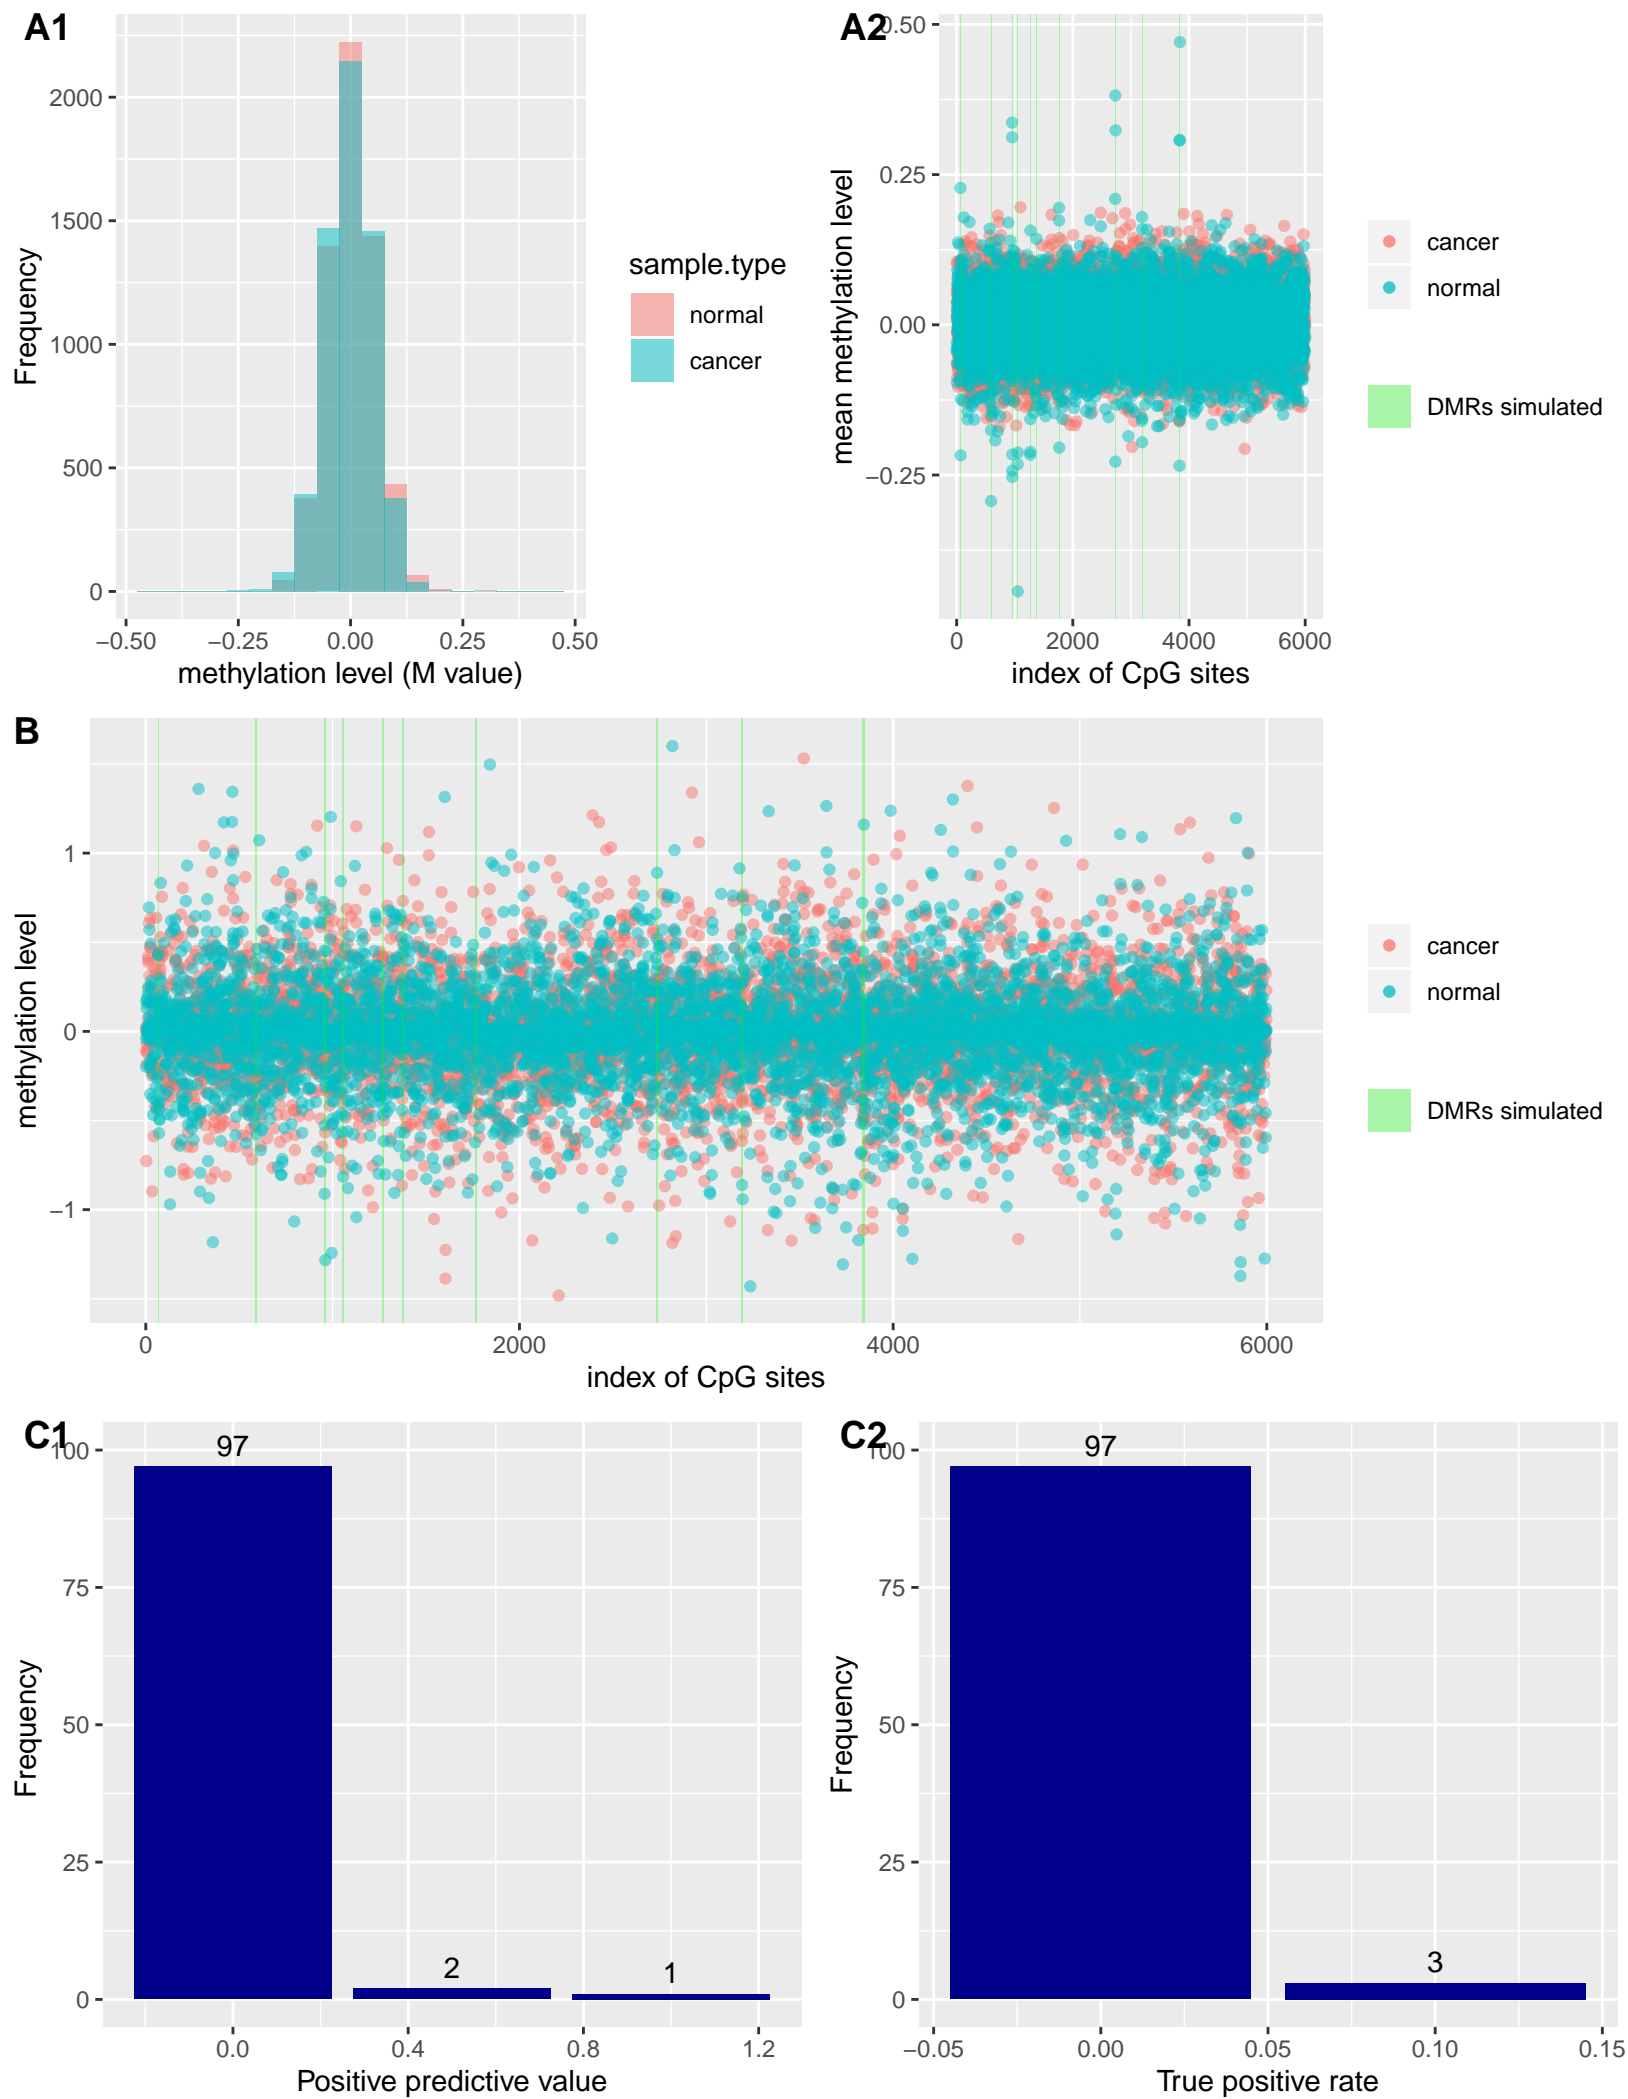 A1
2000
1500
1000
500
0
Frequency
−0.50
−0.25
0.00
0.25
0.50
methylation level (M value)
sample.type
normal
cancer
A2
0.50
0.25
0.00
−0.25
mean methylation level
0
2000
4000
6000
index of CpG sites
cancer
normal
DMRs simulated
B
1
0
−1
methylation level
0
2000
4000
6000
index of CpG sites
cancer
normal
DMRs simulated
C1
100
75
50
25
0
Frequency
97
2
1
0.0
0.4
0.8
1.2
Positive predictive value
C2
100
75
50
25
0
Frequency
97
3
−0.05
0.00
0.05
0.10
0.15
True positive rate